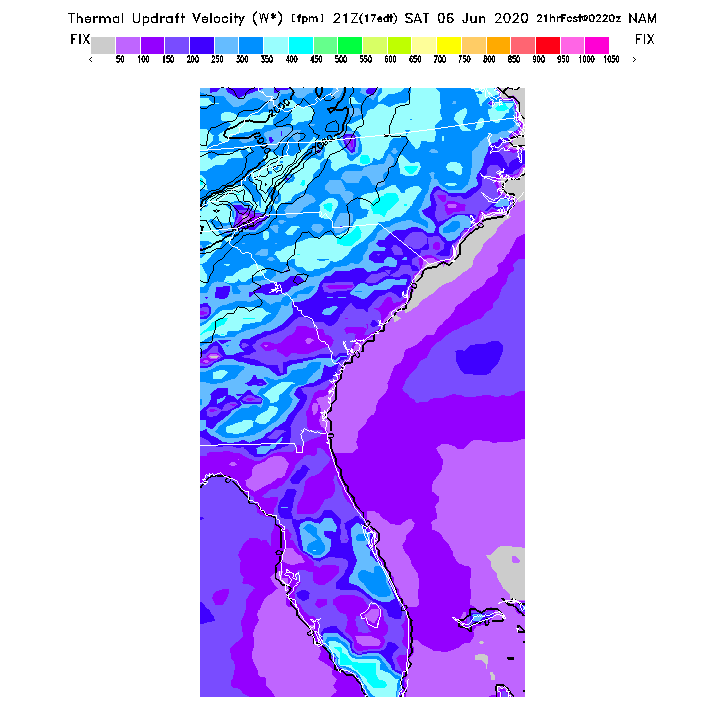 Thermal Updraft Velocity (W*) [fpm] 21Z(17edt) SAT 06 Jun 2020 21hrFcst@0220z NAM
FIX FIX
< 50 100 150 200 250 300 350 400 450 500 550 600 650 700 750 800 850 900 950 1000 1050 >
2000